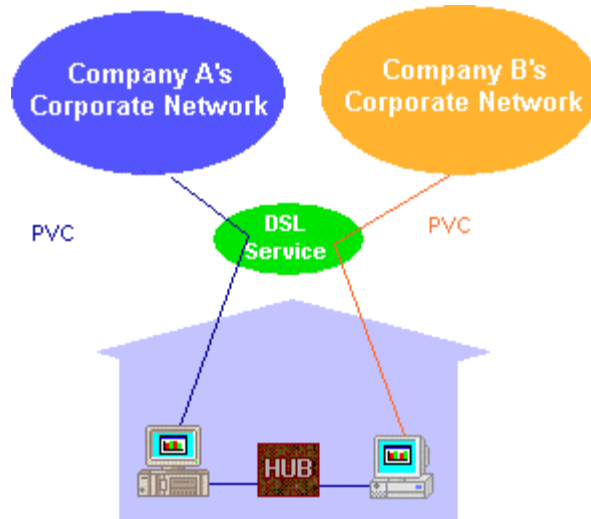 Company A's
Corporate Network
Company B's
Corporate Network
PVC
DSL
Service
PVC
HUB